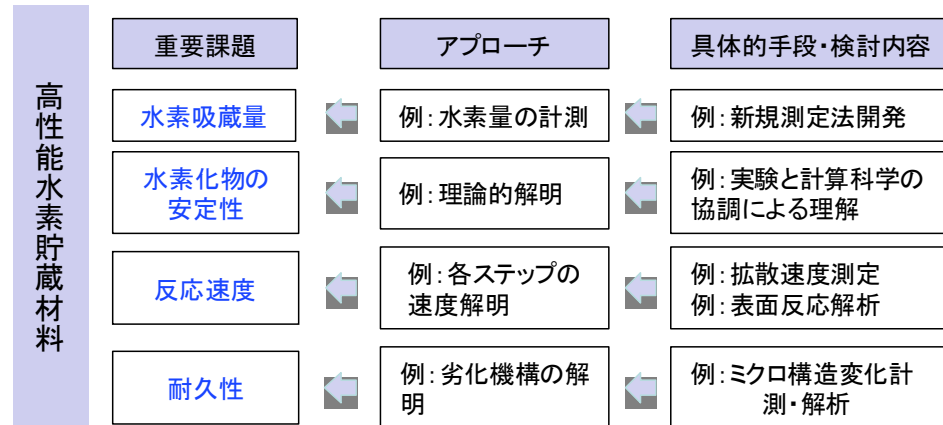 高性能水素貯蔵材料
重要課題
アプローチ
具体的手段・検討内容
水素吸蔵量
例：水素量の計測
例：新規測定法開発
水素化物の
安定性
例：理論的解明
例：実験と計算科学の
協調による理解
反応速度
例：各ステップの
速度解明
例：拡散速度測定
例：表面反応解析
耐久性
例：劣化機構の解
明
例：ミクロ構造変化計
測・解析